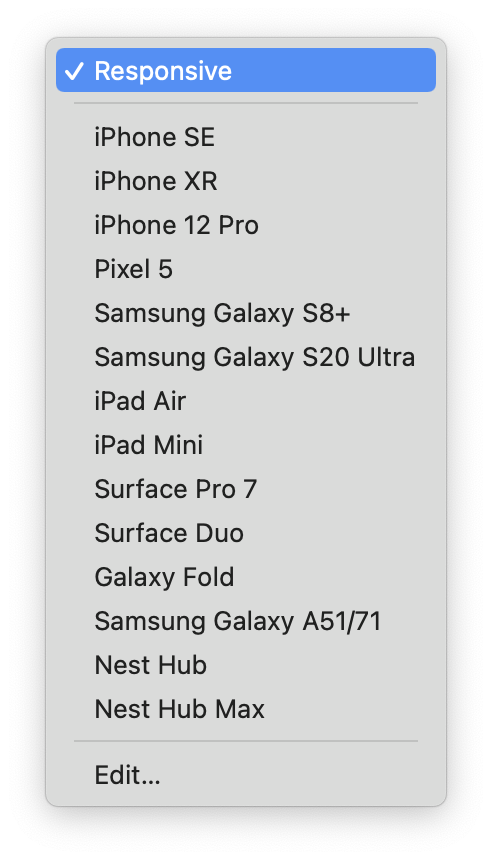 Responsive
iPhone SE
iPhone XR
iPhone 12 Pro
Pixel 5
Samsung Galaxy S8+
Samsung Galaxy S20 Ultra
iPad Air
iPad Mini
Surface Pro 7
Surface Duo
Galaxy Fold
Samsung Galaxy A51/71
Nest Hub
Nest Hub Max
Edit...